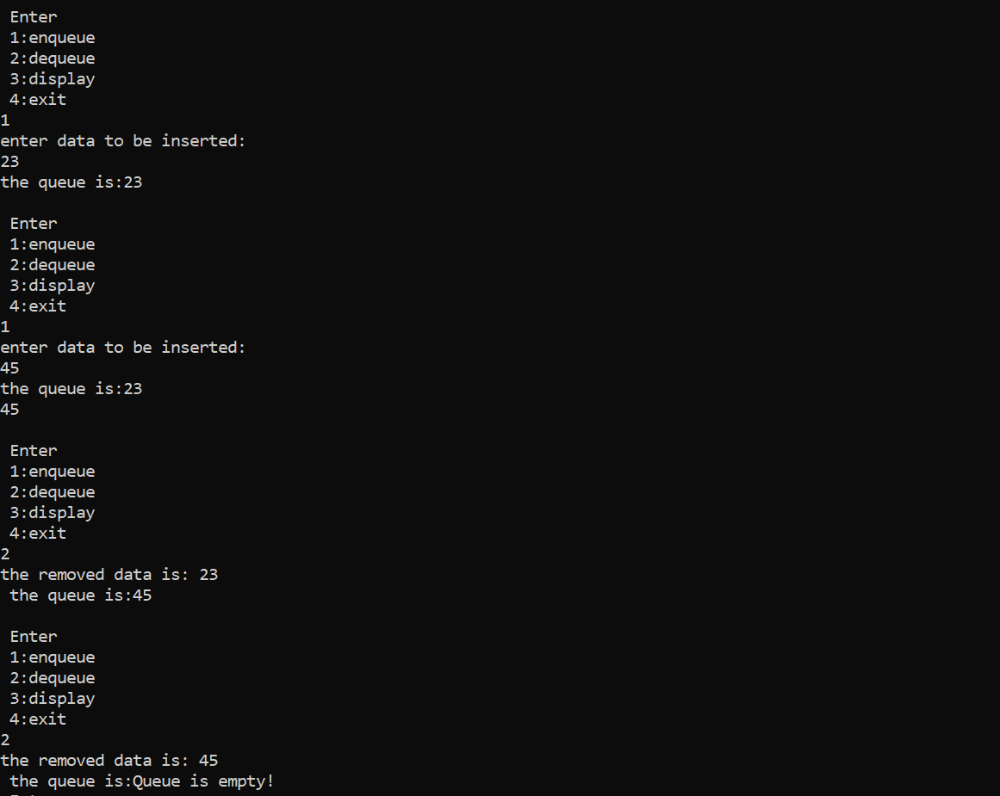 Enter
1:enqueue
2:dequeue
3:display
4:exit
1
enter data to be inserted:
23
the queue is:23
Enter
1:enqueue
2:dequeue
3:display
4:exit
1
enter data to be inserted:
45
the queue is:23
45
Enter
1:enqueue
2:dequeue
3:display
4:exit
2
the removed data is: 23
the queue is:45
Enter
1:enqueue
2:dequeue
3:display
4:exit
2
the removed data is: 45
the queue is:Queue is empty!